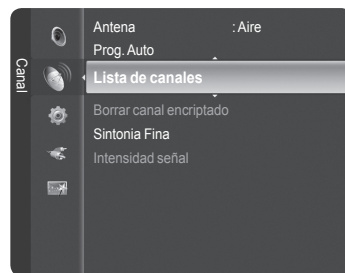 Canal
Antena : Aire
Prog. Auto
Lista de canales
Borrar canal encriptado
Sintonia Fina
Intensidad señal